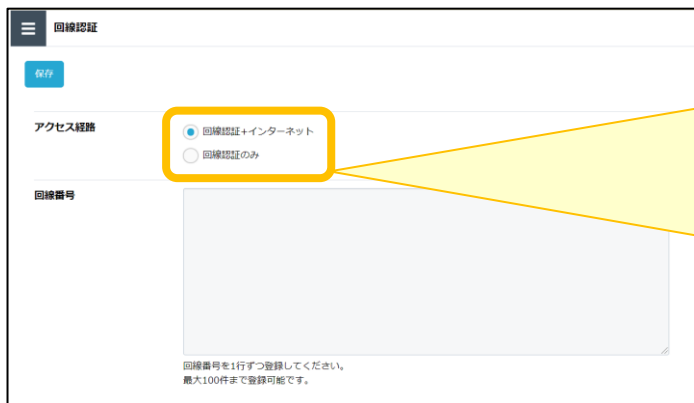 回線認証
保存
アクセス経路
回線認証+インターネット
回線認証のみ
回線番号
回線番号を1行ずつ登録してください。
最大100件まで登録可能です。